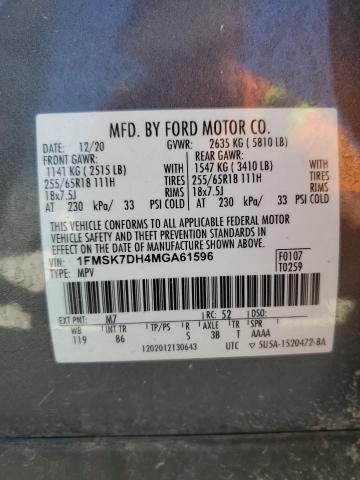 MFD. BY FORD MOTOR CO.
12/20 GVWR: 2635 KG ( 5810 LB)
FRONT GAWR: REAR GAWR:
1141 KG ( 2515 LB) 1547 KG ( 3410 LB)
255/65R18 111H TIRES 255/65R18 111H TIRES
18x7.5J RIMS 18x7.5J RIMS
AT 230 kPa/ 33 PSI COLD AT 230 kPa/ 33 PSI COLD
THIS VEHICLE CONFORMS TO ALL APPLICABLE FEDERAL MOTOR
VEHICLE SAFETY AND THEFT PREVENTION STANDARDS IN
EFFECT ON THE DATE OF MANUFACTURE SHOWN ABOVE.
VIN: 1FMSK7DH4MGA61596 F0107
TYPE: MPV T0259
EXT PNT: M7 RC: 52 DSO:
WB INT TR TP/PS R AXLE TR SPR
119 86 S 3B T AAAA
1202012130643 UTC 5U5A-1520472-BA